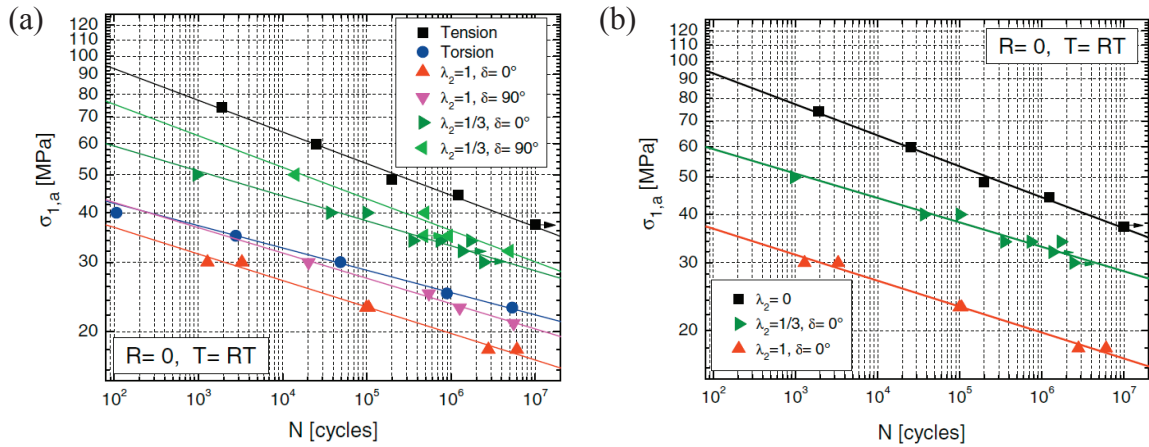 (a)
σ1,a [MPa]
120
100
90
80
70
60
50
40
30
20
Tension
Torsion
λ2=1, δ= 0°
λ2=1, δ= 90°
λ2=1/3, δ= 0°
λ2=1/3, δ= 90°
R= 0, T= RT
10^2
10^3
10^4
10^5
10^6
10^7
N [cycles]
(b)
σ1,a [MPa]
120
100
90
80
70
60
50
40
30
20
R= 0, T= RT
λ2= 0
λ2=1/3, δ= 0°
λ2=1, δ= 0°
10^2
10^3
10^4
10^5
10^6
10^7
N [cycles]